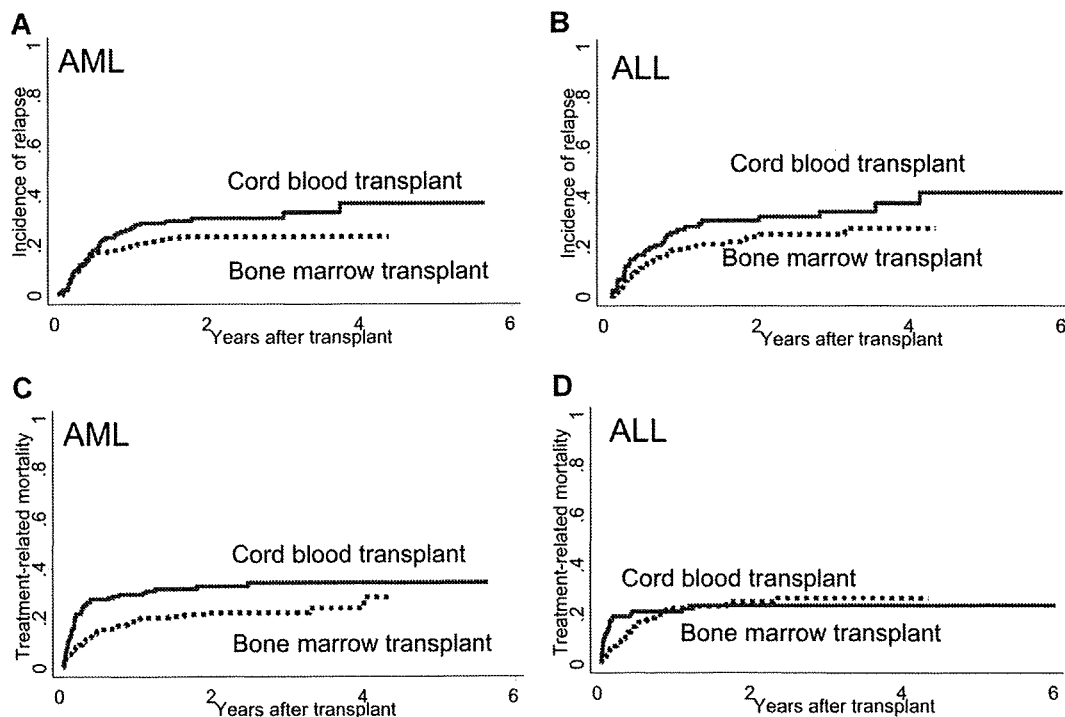 A
AML
Incidence of relapse
1
.8
.6
.4
.2
0
Cord blood transplant
Bone marrow transplant
0
2
4
6
Years after transplant
B
ALL
Incidence of relapse
1
.8
.6
.4
.2
0
Cord blood transplant
Bone marrow transplant
0
2
4
6
Years after transplant
C
AML
Treatment-related mortality
1
.8
.6
.4
.2
0
Cord blood transplant
Bone marrow transplant
0
2
4
6
Years after transplant
D
ALL
Treatment-related mortality
1
.8
.6
.4
.2
0
Cord blood transplant
Bone marrow transplant
0
2
4
6
Years after transplant